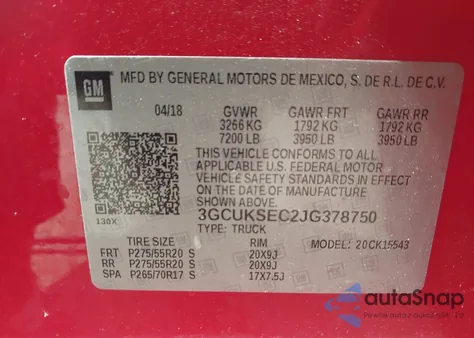 GM
MFD BY GENERAL MOTORS DE MEXICO, S. DE R.L. DE C.V.
04/18 GVWR GAWR FRT GAWR RR
3266 KG 1792 KG 1792 KG
7200 LB 3950 LB 3950 LB
THIS VEHICLE CONFORMS TO ALL
APPLICABLE U.S. FEDERAL MOTOR
VEHICLE SAFETY STANDARDS IN EFFECT
ON THE DATE OF MANUFACTURE
SHOWN ABOVE.
3GCUKSEC2JG378750
130X TYPE: TRUCK
TIRE SIZE RIM MODEL: 20CK15543
FRT P275/55R20 S 20X9J
RR P275/55R20 S 20X9J
SPA P265/70R17 S 17X7.5J
autaSnap